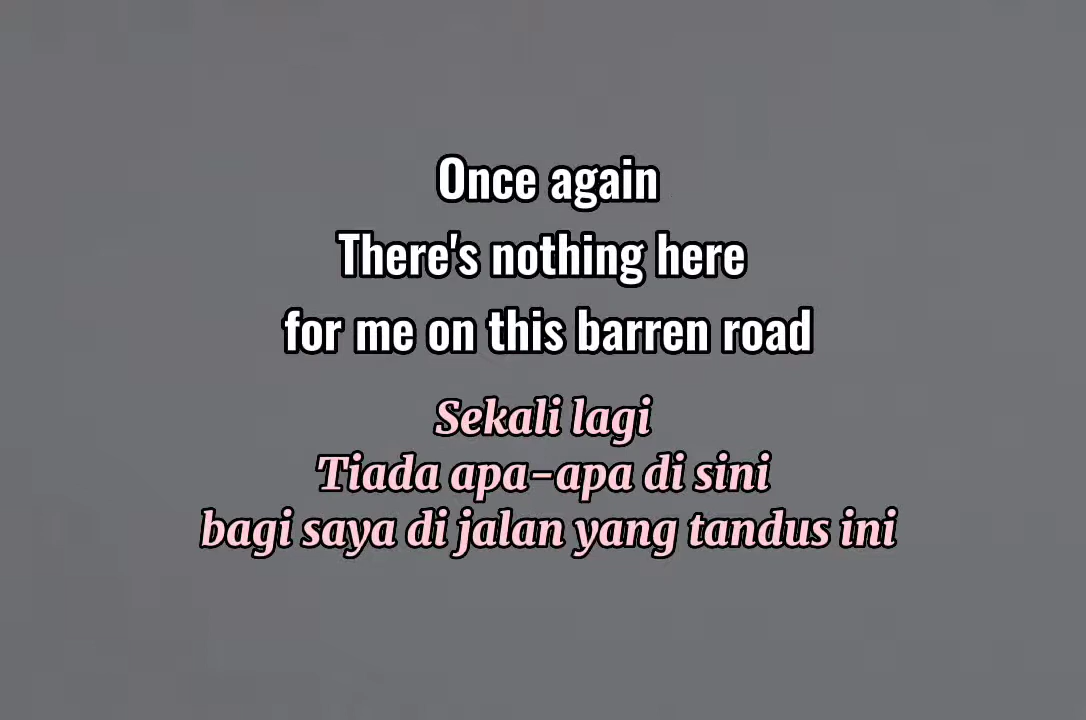 Once again
There's nothing here
for me on this barren road
Sekali lagi
Tiada apa-apa di sini
bagi saya di jalan yang tandus ini